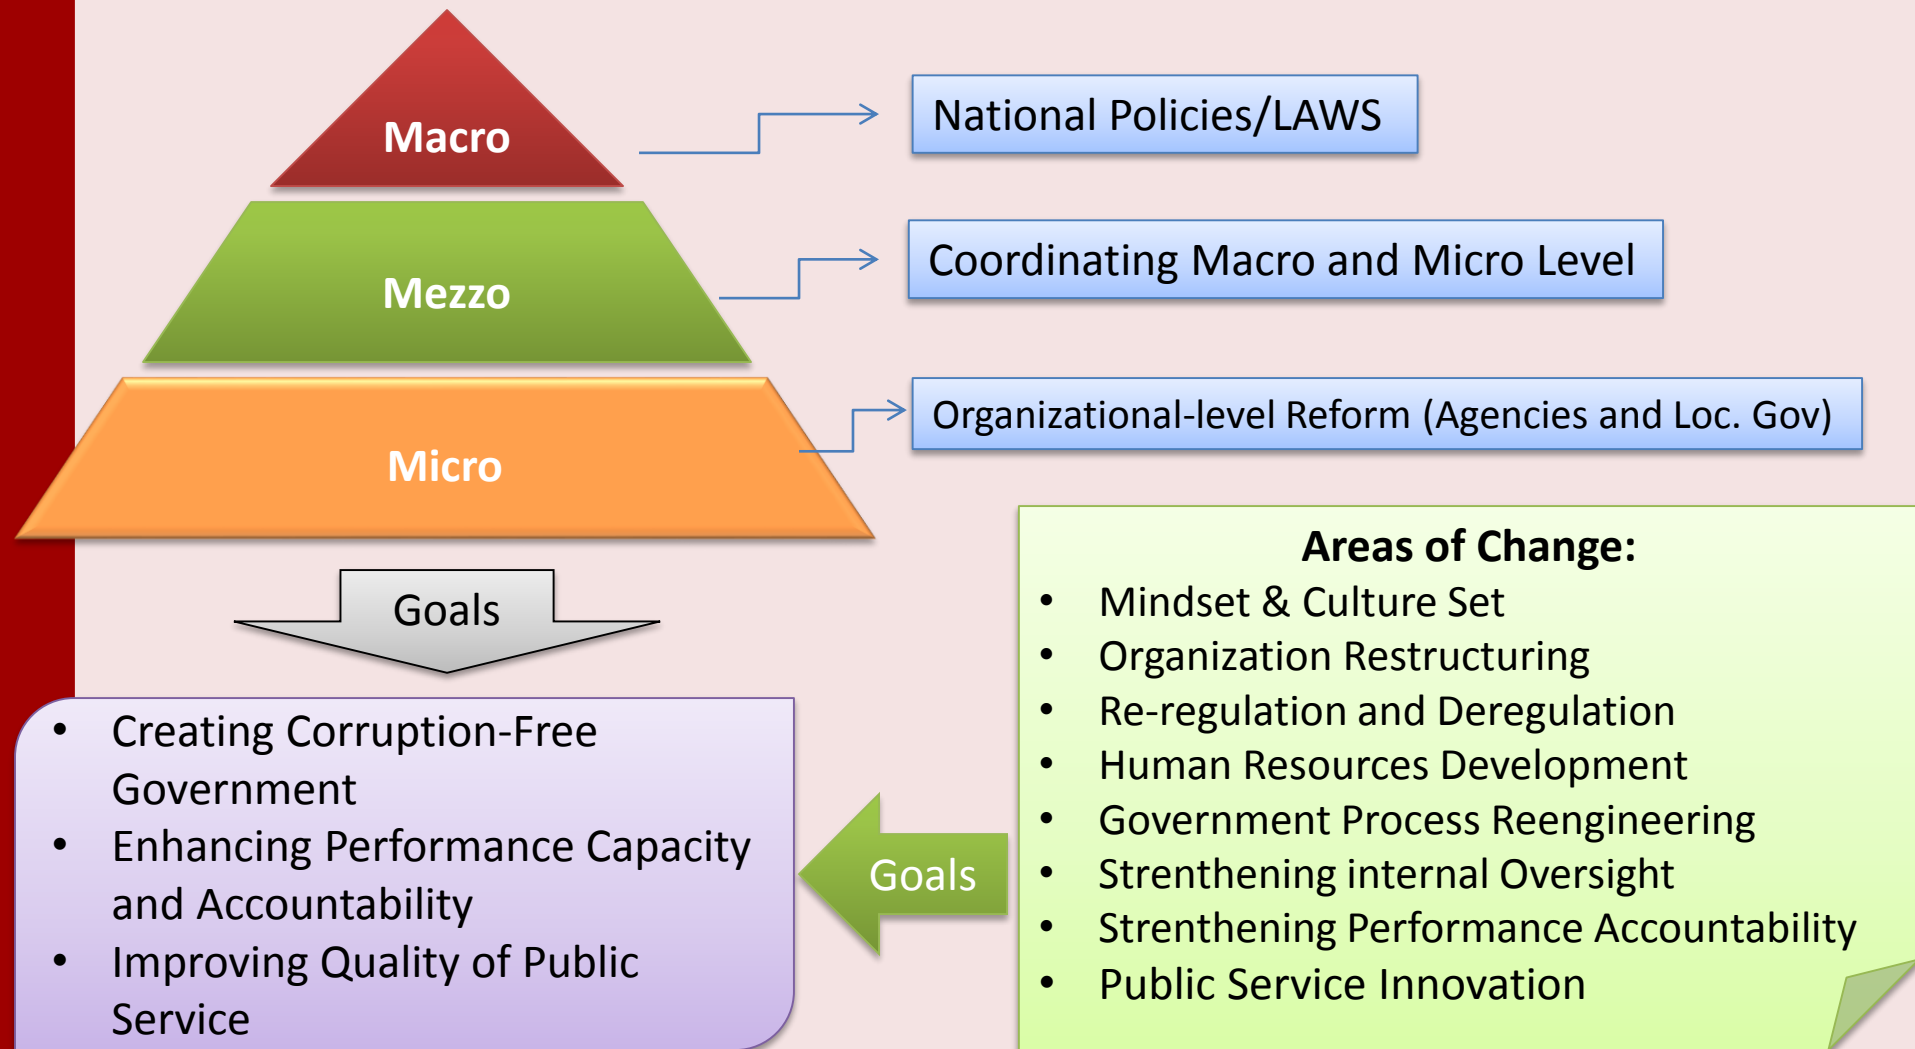 Macro
National Policies/LAWS
Mezzo
Coordinating Macro and Micro Level
Micro
Organizational-level Reform (Agencies and Loc. Gov)
Goals
• Creating Corruption-Free
Government
• Enhancing Performance Capacity
and Accountability
• Improving Quality of Public
Service
Goals
Areas of Change:
• Mindset & Culture Set
• Organization Restructuring
• Re-regulation and Deregulation
• Human Resources Development
• Government Process Reengineering
• Strenthening internal Oversight
• Strenthening Performance Accountability
• Public Service Innovation